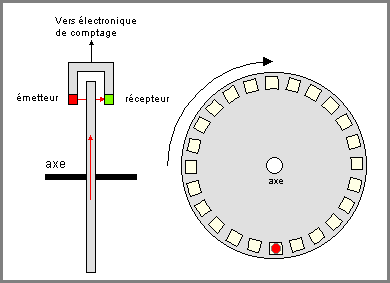 Vers électronique
de comptage
émetteur
récepteur
axe
axe